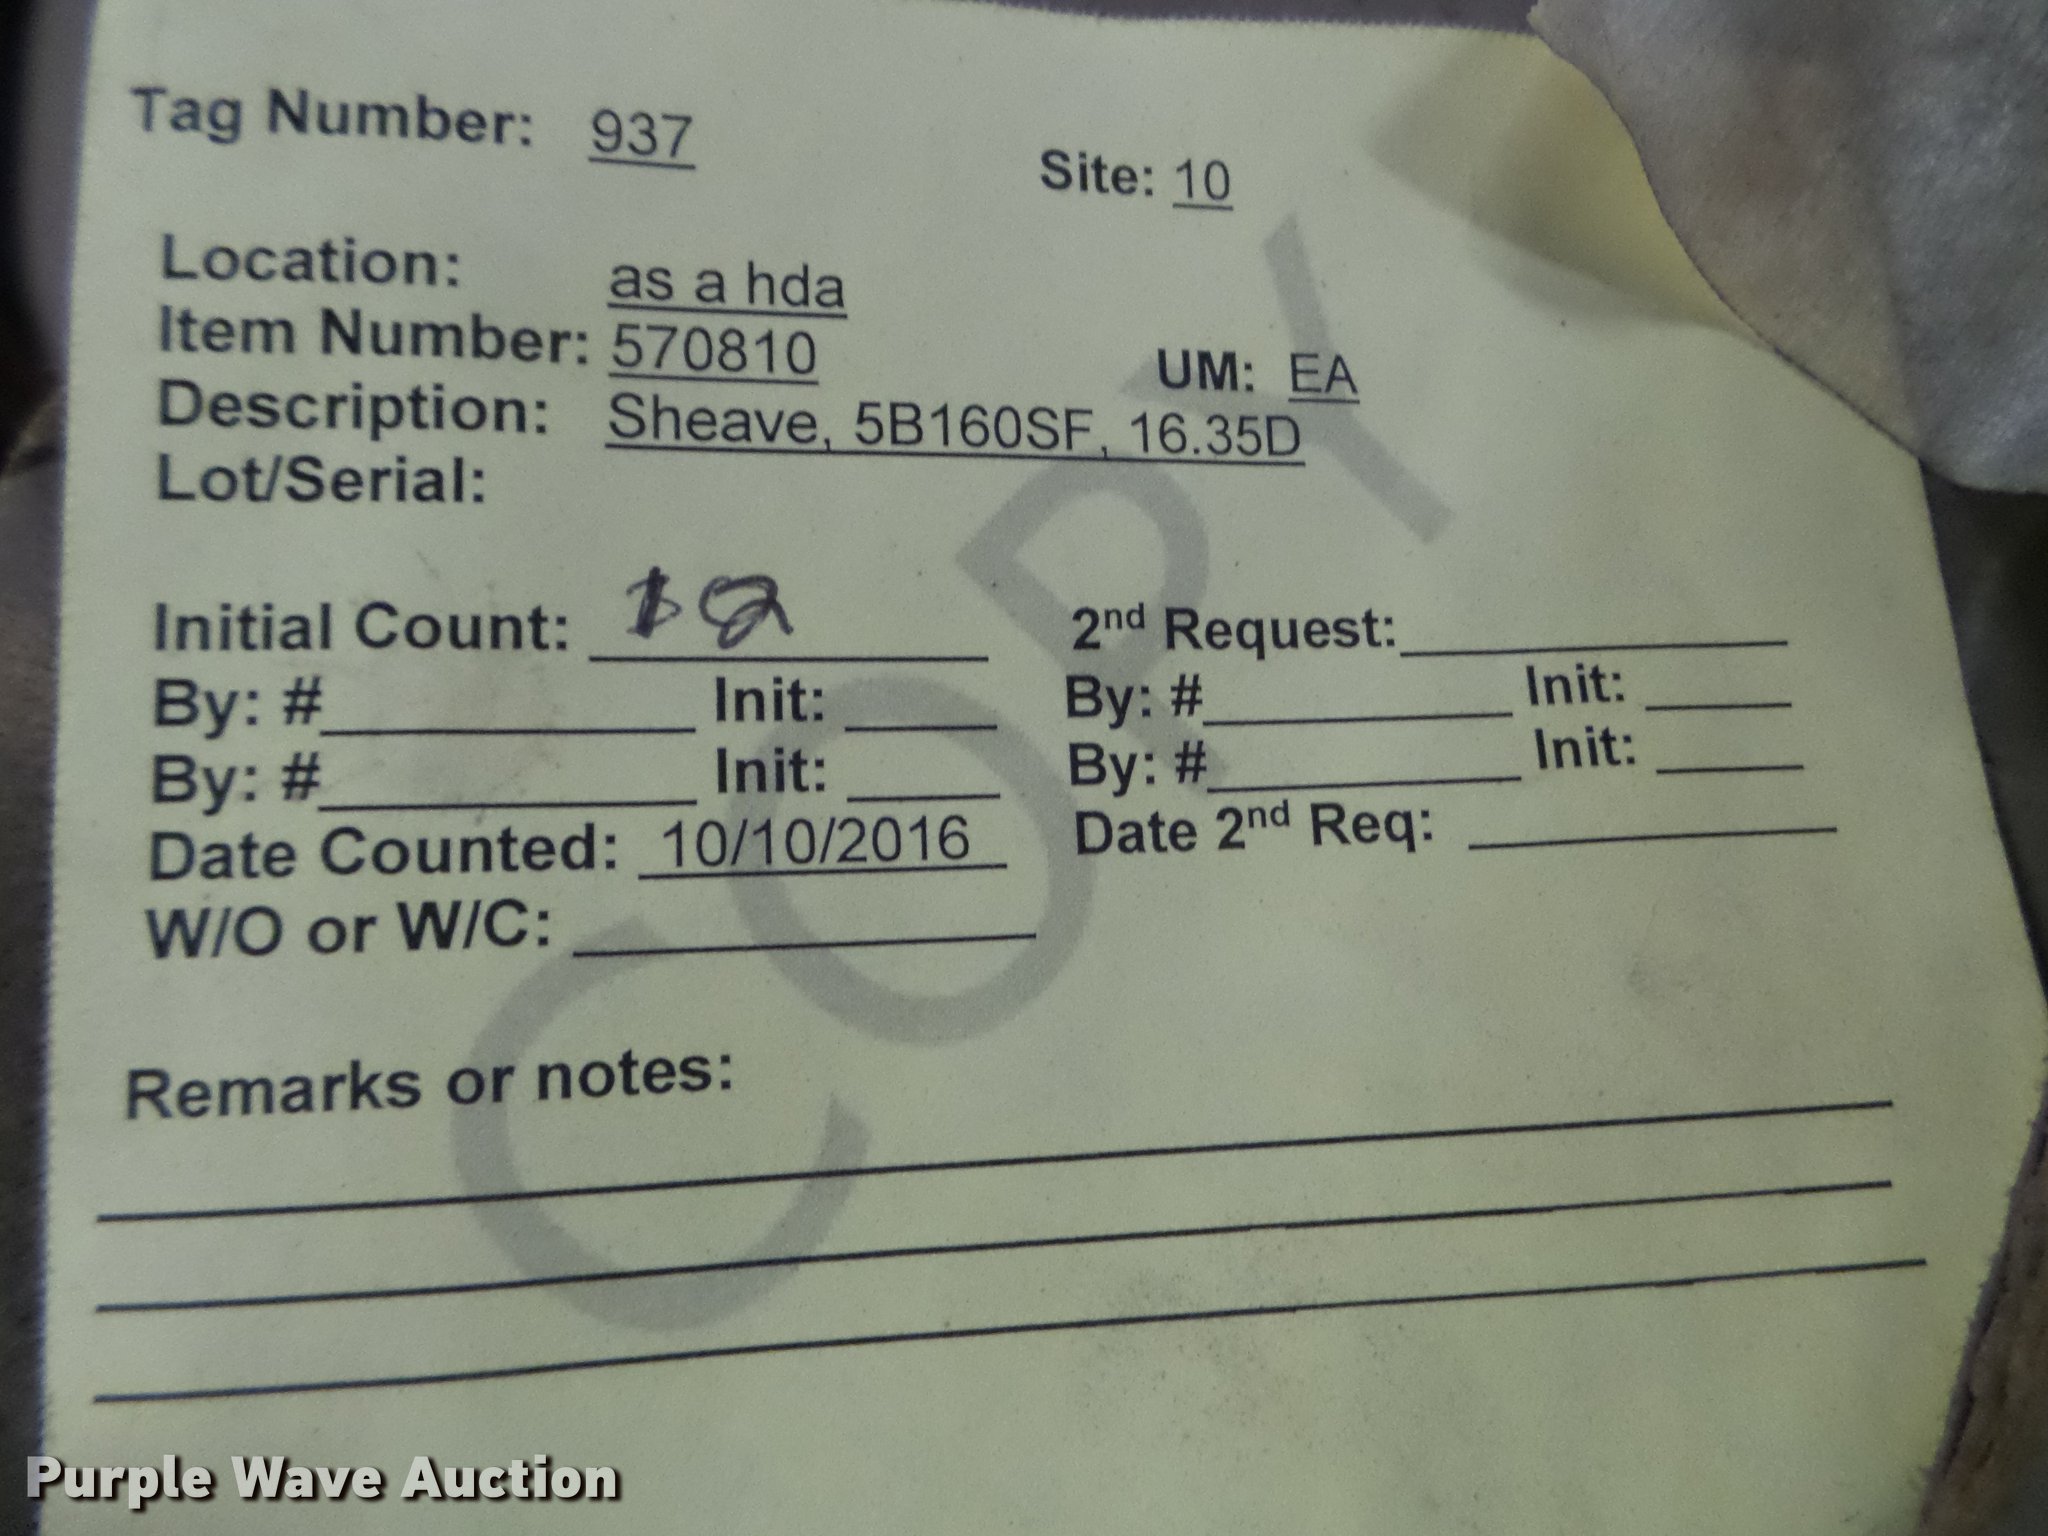 Tag Number: 937
Site: 10
Location: as a hda
Item Number: 570810 UM: EA
Description: Sheave, 5B160SF, 16.35D
Lot/Serial:
Initial Count: 2nd Request:
By: # Init: By: # Init:
By: # Init: By: # Init:
Date Counted: 10/10/2016 Date 2nd Req:
W/O or W/C:
Remarks or notes:
COPY
Purple Wave Auction